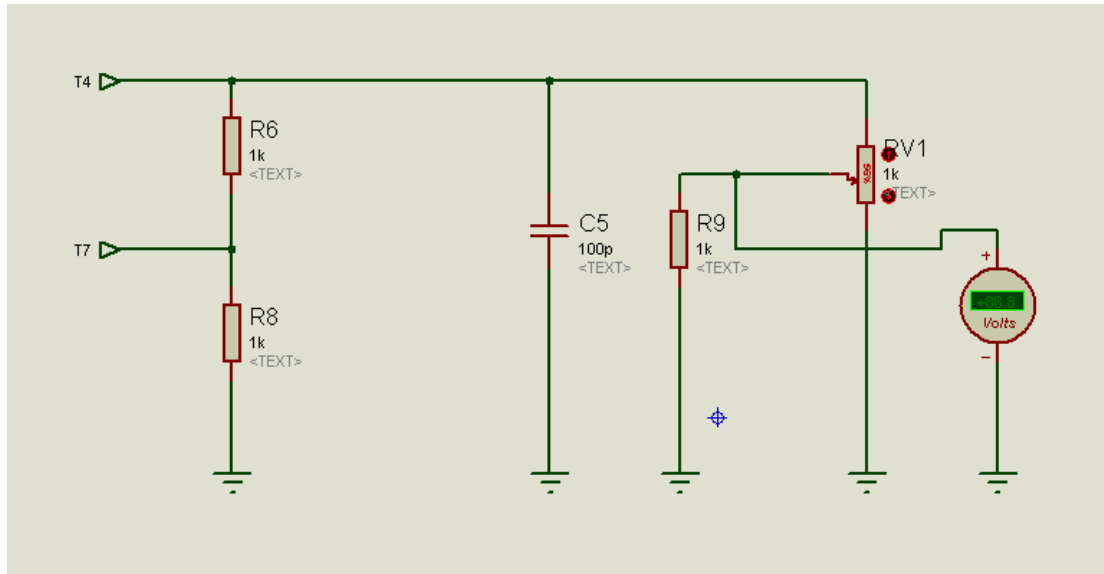 T4
R6
1k
<TEXT>
T7
R8
1k
<TEXT>
C5
100p
<TEXT>
R9
1k
<TEXT>
RV1
1k
<TEXT>
+
+88.8
Volts
−